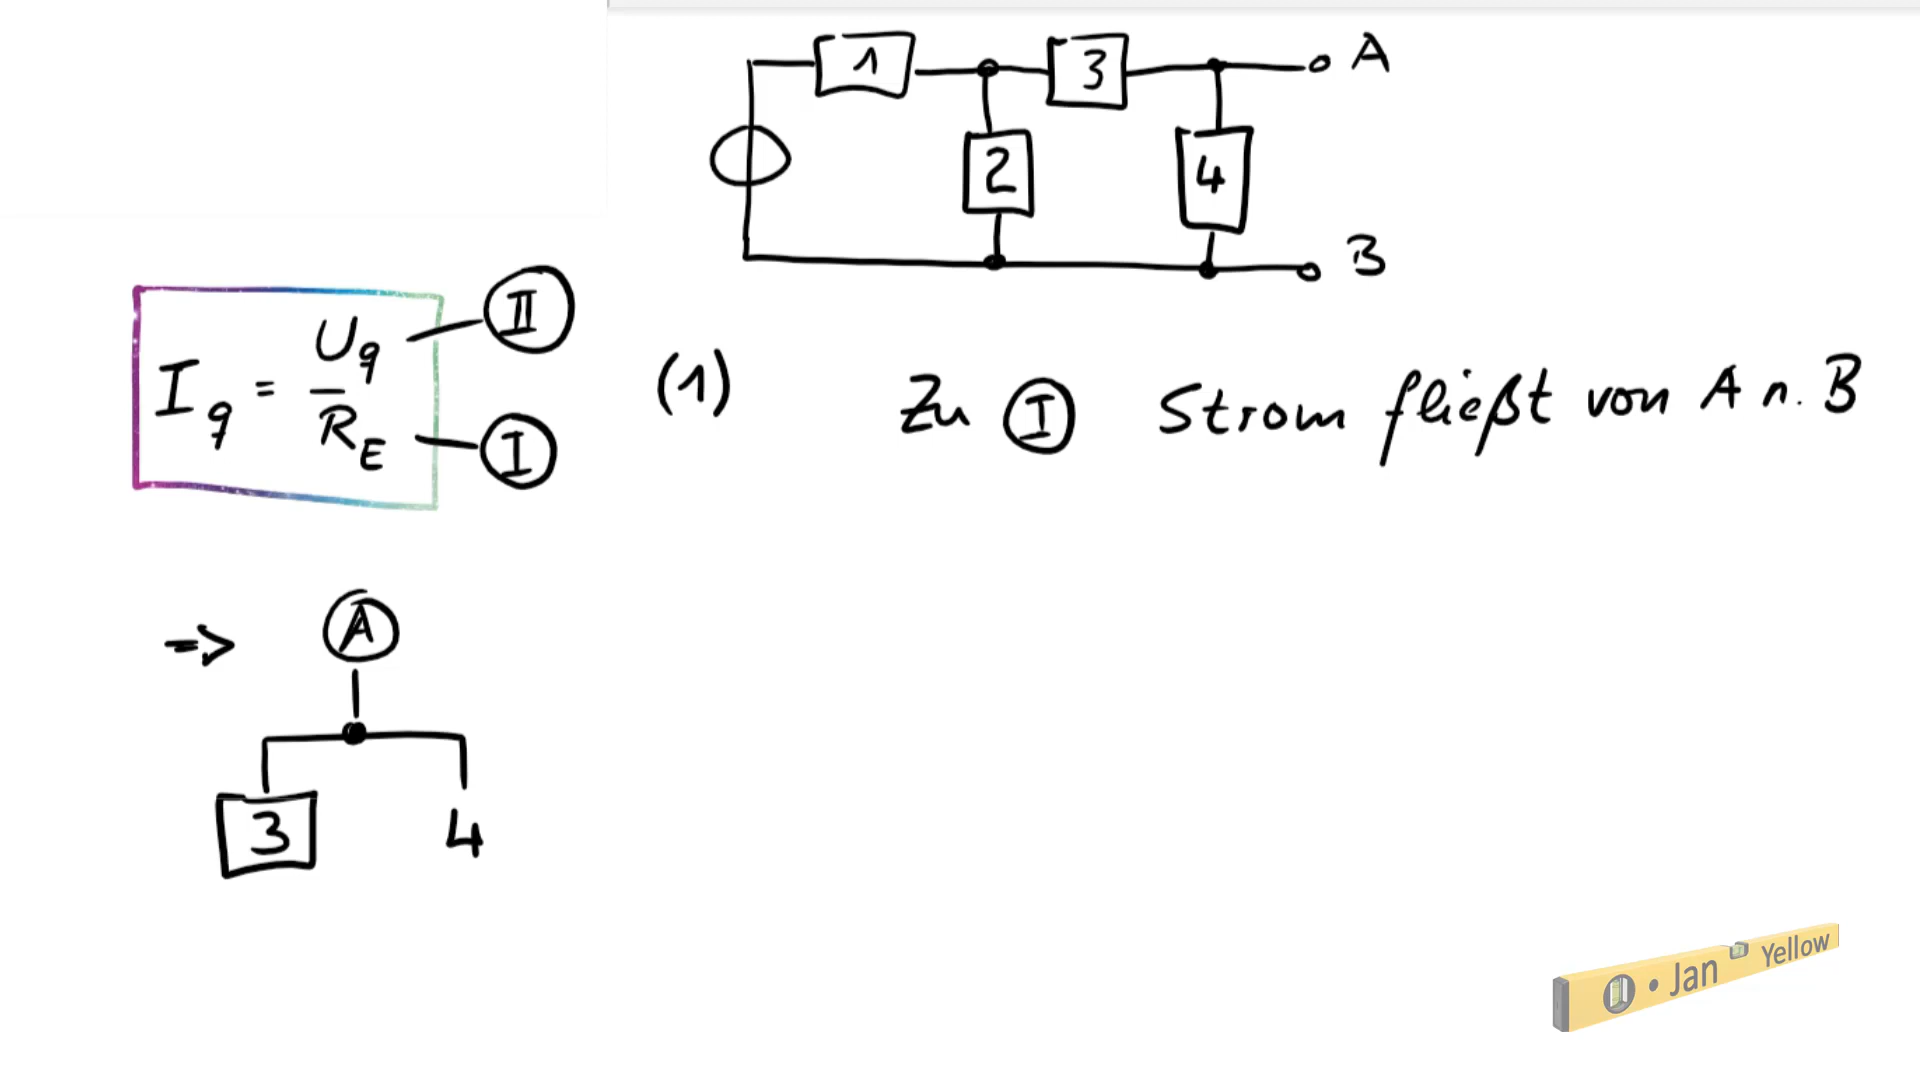 1
3
A
2
4
B
I_q = U_q / R_E
II
I
(1) Zu I Strom fließt von A n. B
=> A
3
4
Jan Yellow